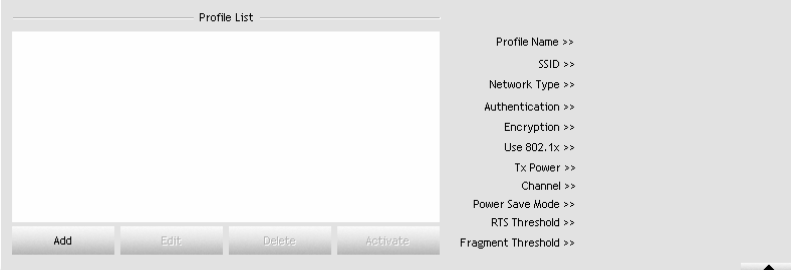 Profile List
Profile Name >>
SSID >>
Network Type >>
Authentication >>
Encryption >>
Use 802.1x >>
Tx Power >>
Channel >>
Power Save Mode >>
RTS Threshold >>
Fragment Threshold >>
Add Edit Delete Activate